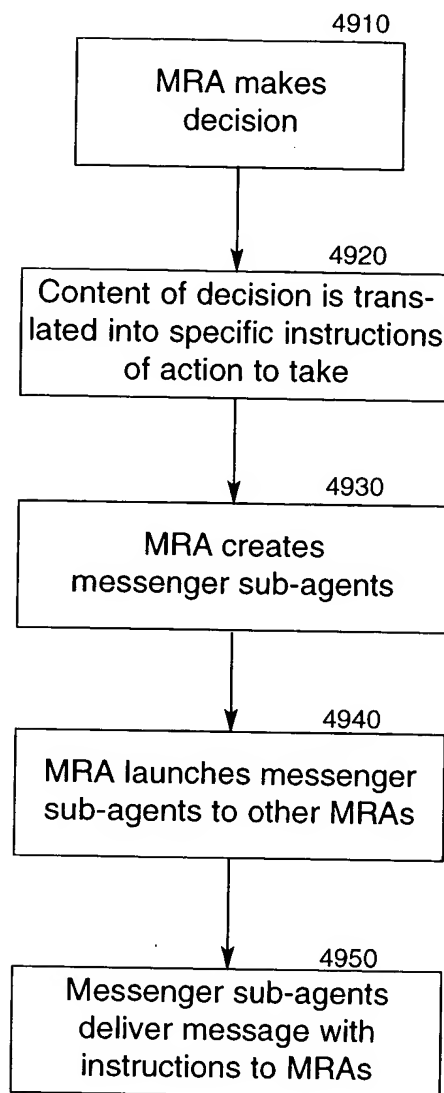 4910
MRA makes
decision
4920
Content of decision is trans-
lated into specific instructions
of action to take
4930
MRA creates
messenger sub-agents
4940
MRA launches messenger
sub-agents to other MRAs
4950
Messenger sub-agents
deliver message with
instructions to MRAs